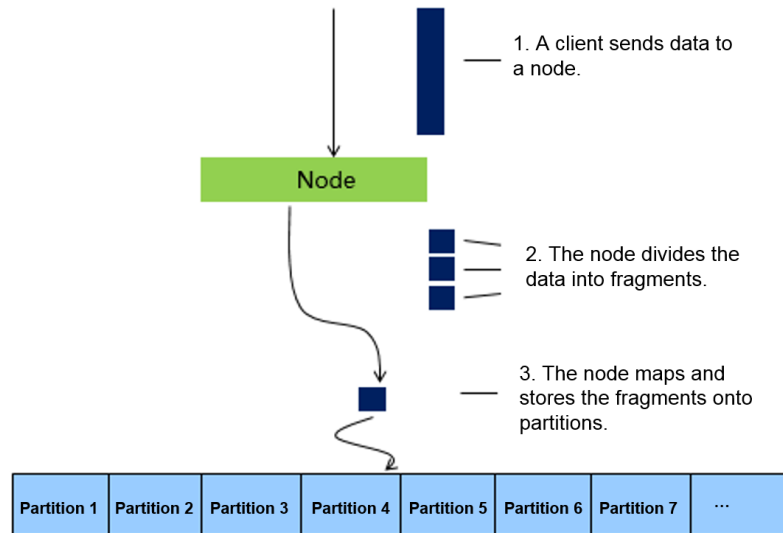 1. A client sends data to
a node.
Node
2. The node divides the
data into fragments.
3. The node maps and
stores the fragments onto
partitions.
Partition 1 Partition 2 Partition 3 Partition 4 Partition 5 Partition 6 Partition 7 ...